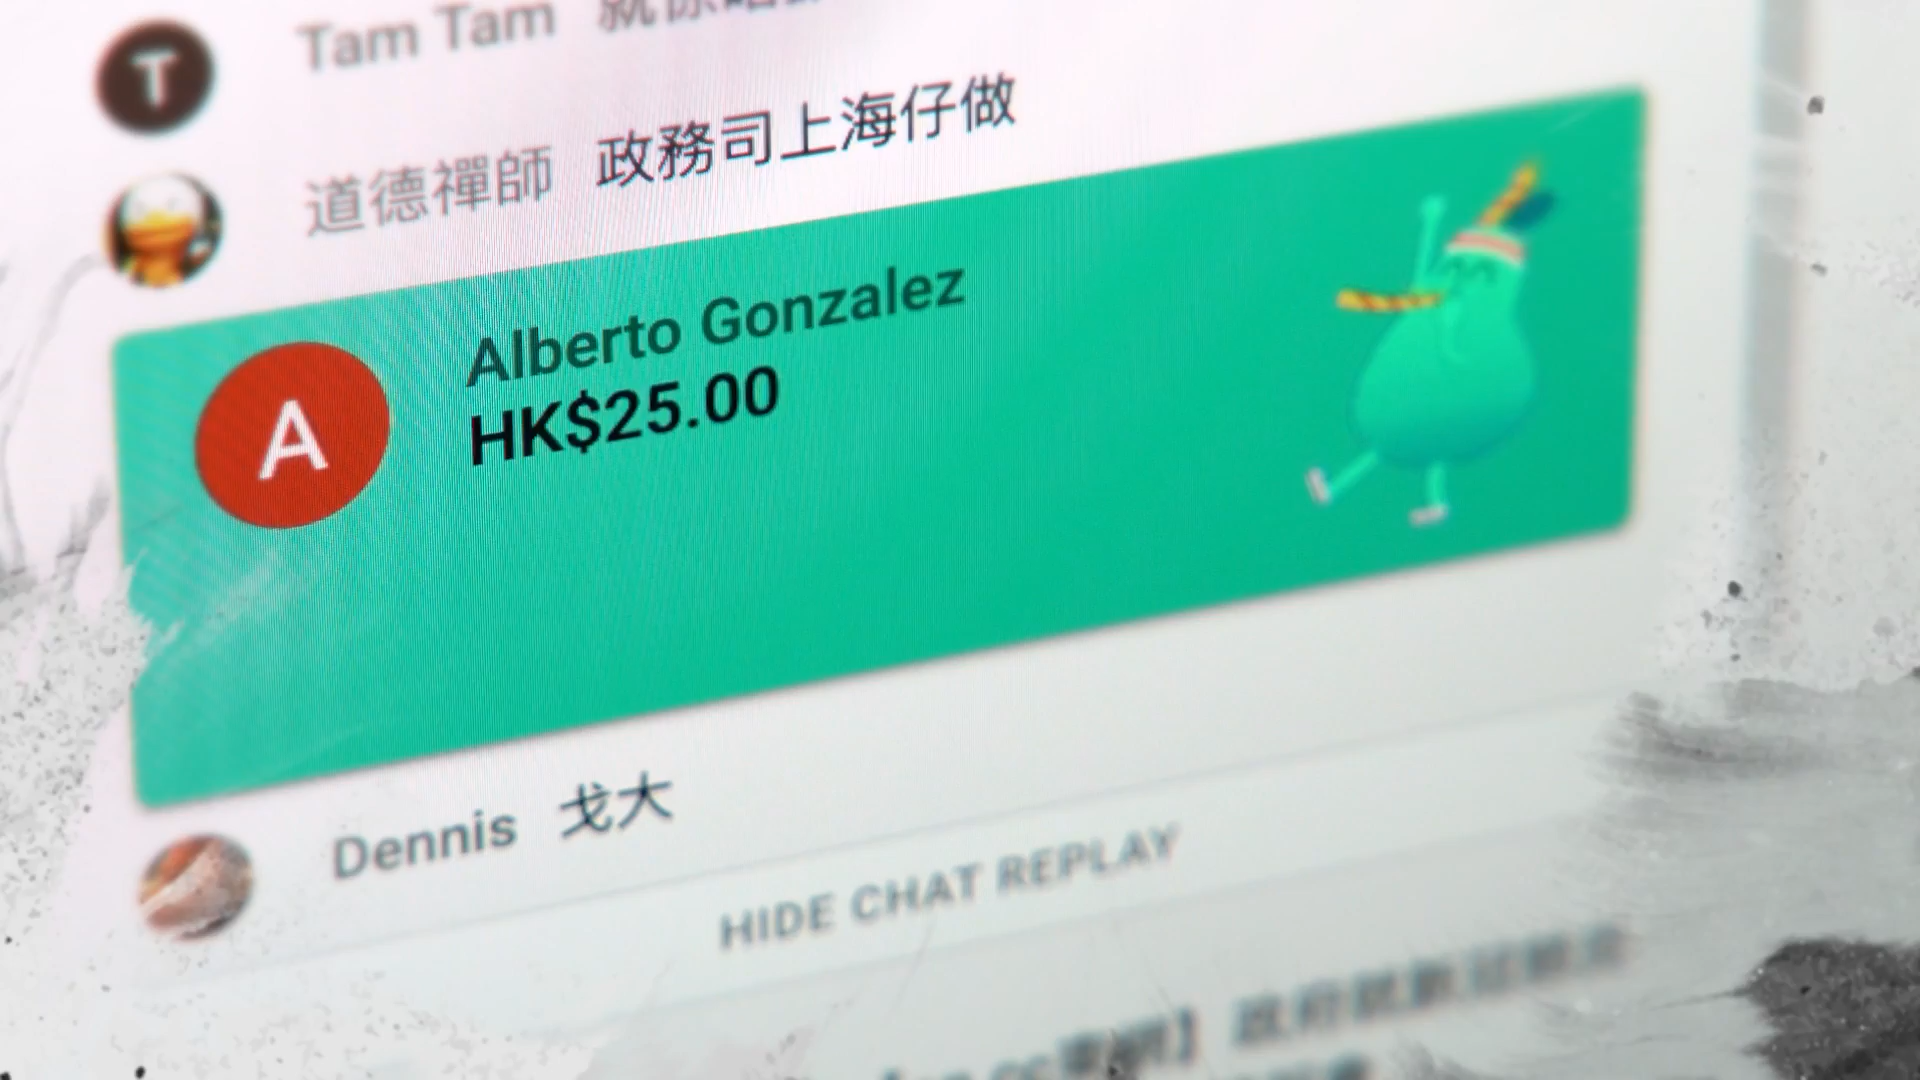 T
Tam Tam
道德禪師 政務司上海仔做
A
Alberto Gonzalez
HK$25.00
Dennis 戈大
HIDE CHAT REPLAY